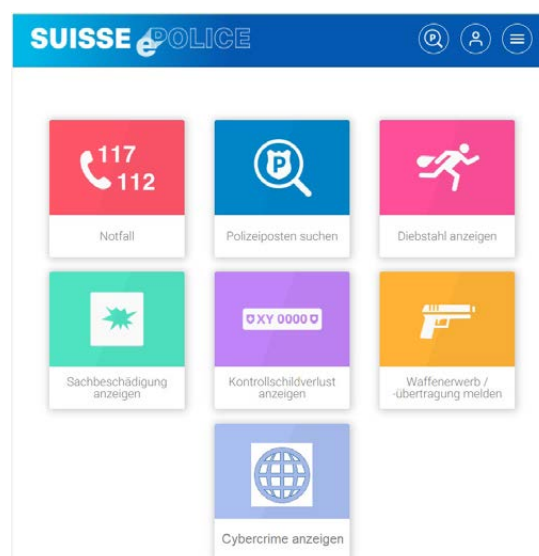 SUISSE ePOLICE
P
117
112
P
Notfall
Polizeiposten suchen
Diebstahl anzeigen
XY 0000
Sachbeschädigung
anzeigen
Kontrollschildverlust
anzeigen
Waffenerwerb /
-übertragung melden
Cybercrime anzeigen